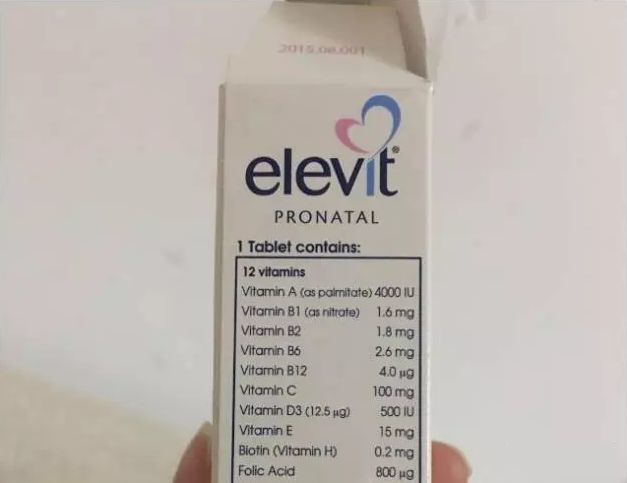 2015.06.001
elevit®
PRONATAL
1 Tablet contains:
12 vitamins
Vitamin A (as palmitate) 4000 IU
Vitamin B1 (as nitrate) 1.6 mg
Vitamin B2 1.8 mg
Vitamin B6 2.6 mg
Vitamin B12 4.0 µg
Vitamin C 100 mg
Vitamin D3 (12.5 µg) 500 IU
Vitamin E 15 mg
Biotin (Vitamin H) 0.2 mg
Folic Acid 800 µg